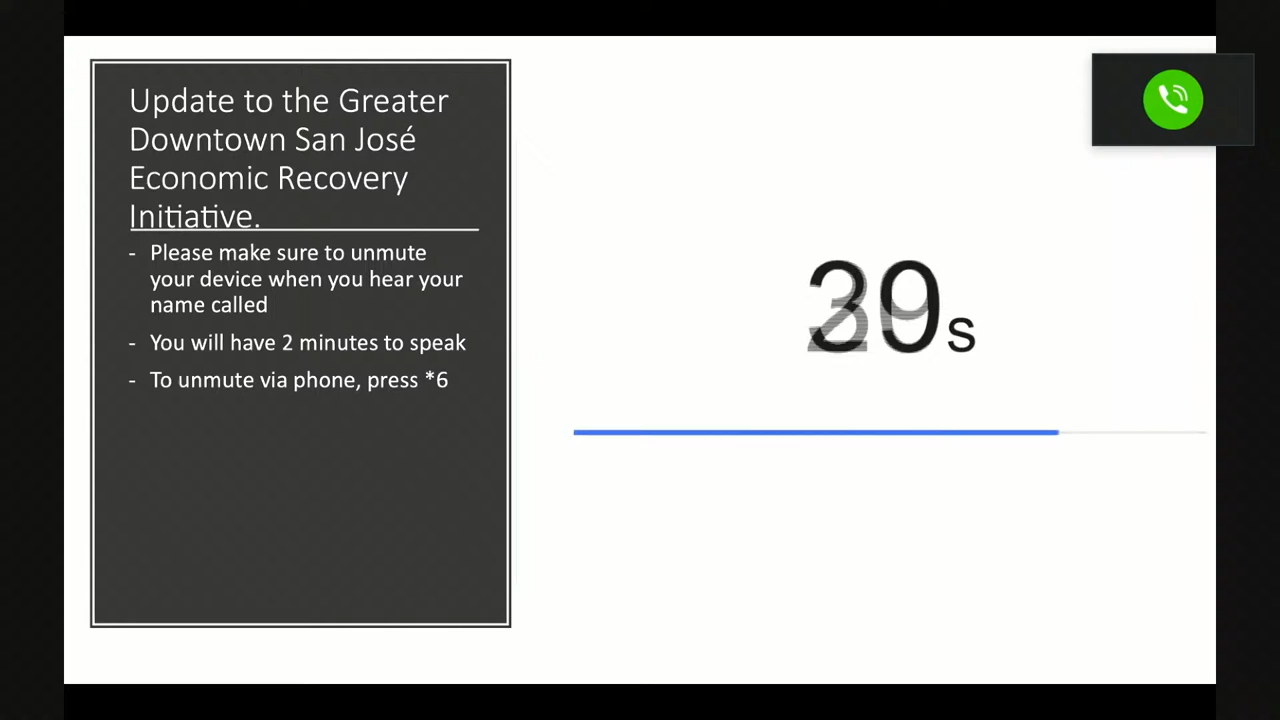 Update to the Greater
Downtown San José
Economic Recovery
Initiative.
- Please make sure to unmute
your device when you hear your
name called
- You will have 2 minutes to speak
- To unmute via phone, press *6
s